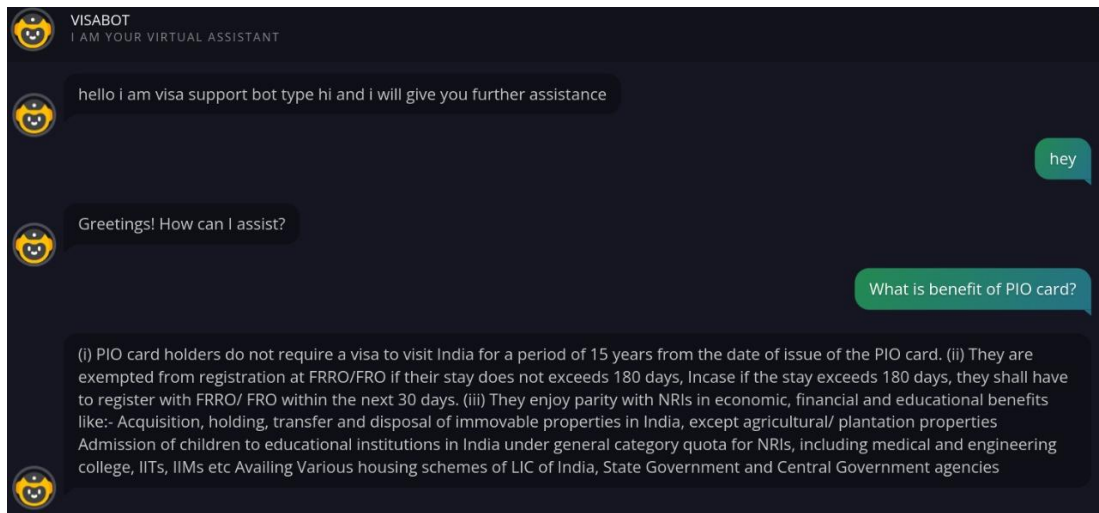 VISABOT
I AM YOUR VIRTUAL ASSISTANT
hello i am visa support bot type hi and i will give you further assistance
hey
Greetings! How can I assist?
What is benefit of PIO card?
(i) PIO card holders do not require a visa to visit India for a period of 15 years from the date of issue of the PIO card. (ii) They are
exempted from registration at FRRO/FRO if their stay does not exceeds 180 days, Incase if the stay exceeds 180 days, they shall have
to register with FRRO/ FRO within the next 30 days. (iii) They enjoy parity with NRIs in economic, financial and educational benefits
like:- Acquisition, holding, transfer and disposal of immovable properties in India, except agricultural/ plantation properties
Admission of children to educational institutions in India under general category quota for NRIs, including medical and engineering
college, IITs, IIMs etc Availing Various housing schemes of LIC of India, State Government and Central Government agencies